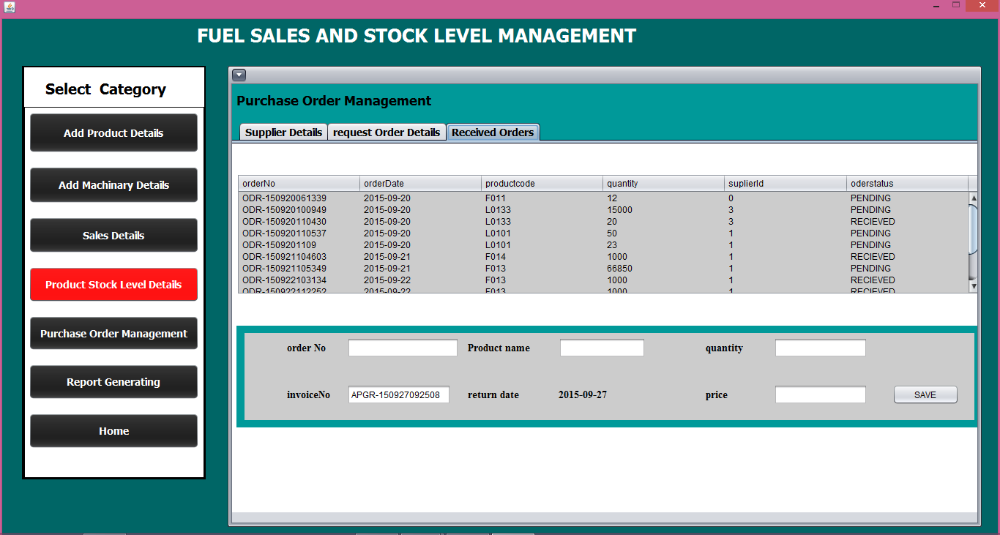 FUEL SALES AND STOCK LEVEL MANAGEMENT
Select Category
Add Product Details
Add Machinary Details
Sales Details
Product Stock Level Details
Purchase Order Management
Report Generating
Home
Purchase Order Management
Supplier Details request Order Details Received Orders
orderNo orderDate productcode quantity suplierId oderstatus
ODR-150920061339 2015-09-20 F011 12 0 PENDING
ODR-150920100949 2015-09-20 L0133 15000 3 PENDING
ODR-150920110430 2015-09-20 L0133 20 3 RECIEVED
ODR-150920110537 2015-09-20 L0101 50 1 PENDING
ODR-1509201109 2015-09-20 L0101 23 1 PENDING
ODR-150921104603 2015-09-21 F014 1000 1 RECIEVED
ODR-150921105349 2015-09-21 F013 66850 1 PENDING
ODR-150922103134 2015-09-22 F013 1000 1 RECIEVED
ODR-150922112252 2015-09-22 F013 1000 1 RECIEVED
order No Product name quantity
invoiceNo APGR-150927092508 return date 2015-09-27 price SAVE